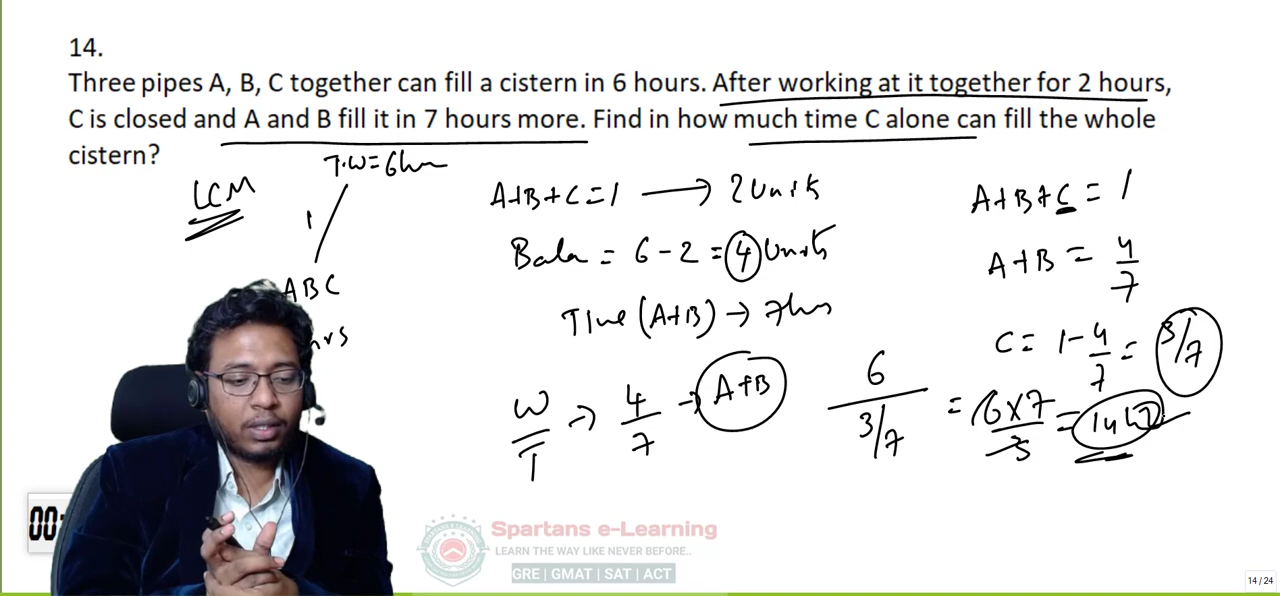 14.
Three pipes A, B, C together can fill a cistern in 6 hours. After working at it together for 2 hours,
C is closed and A and B fill it in 7 hours more. Find in how much time C alone can fill the whole
cistern?
LCM
T.W=6hr
1
ABC
hrs
A+B+C=1 → 2 Units
Bala = 6-2 = 4 Units
Time (A+B) → 7hrs
W/T → 4/7 → A+B
A+B+C = 1
A+B = 4/7
C = 1-4/7 = 3/7
6/(3/7) = 6x7/3 = 14
00:
Spartans e-Learning
LEARN THE WAY LIKE NEVER BEFORE..
GRE | GMAT | SAT | ACT
14 / 24